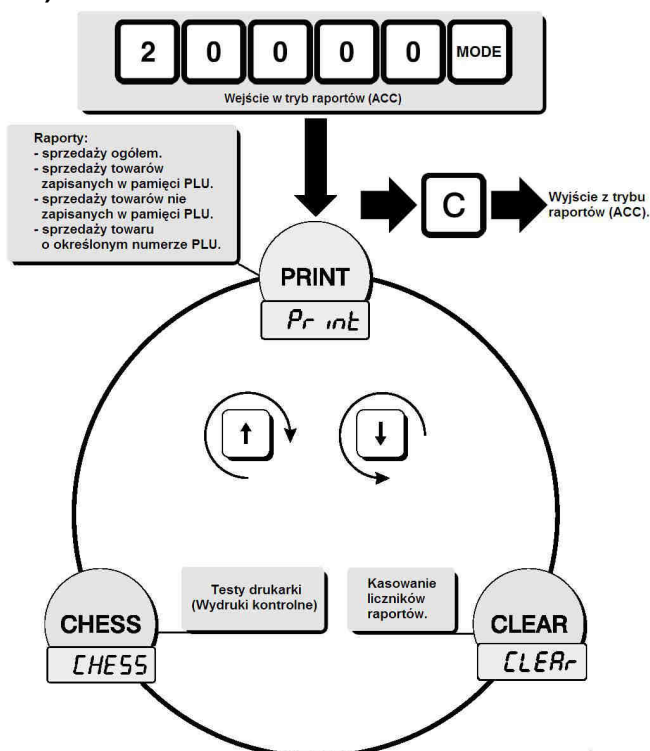 2 0 0 0 0 MODE
Wejście w tryb raportów (ACC)
Raporty:
- sprzedaży ogółem.
- sprzedaży towarów
zapisanych w pamięci PLU.
- sprzedaży towarów nie
zapisanych w pamięci PLU.
- sprzedaży towaru
o określonym numerze PLU.
C
Wyjście z trybu
raportów (ACC).
PRINT
Pr int
↑ ↓
Testy drukarki
(Wydruki kontrolne)
Kasowanie
liczników
raportów.
CHESS
CHESS
CLEAR
CLEAr